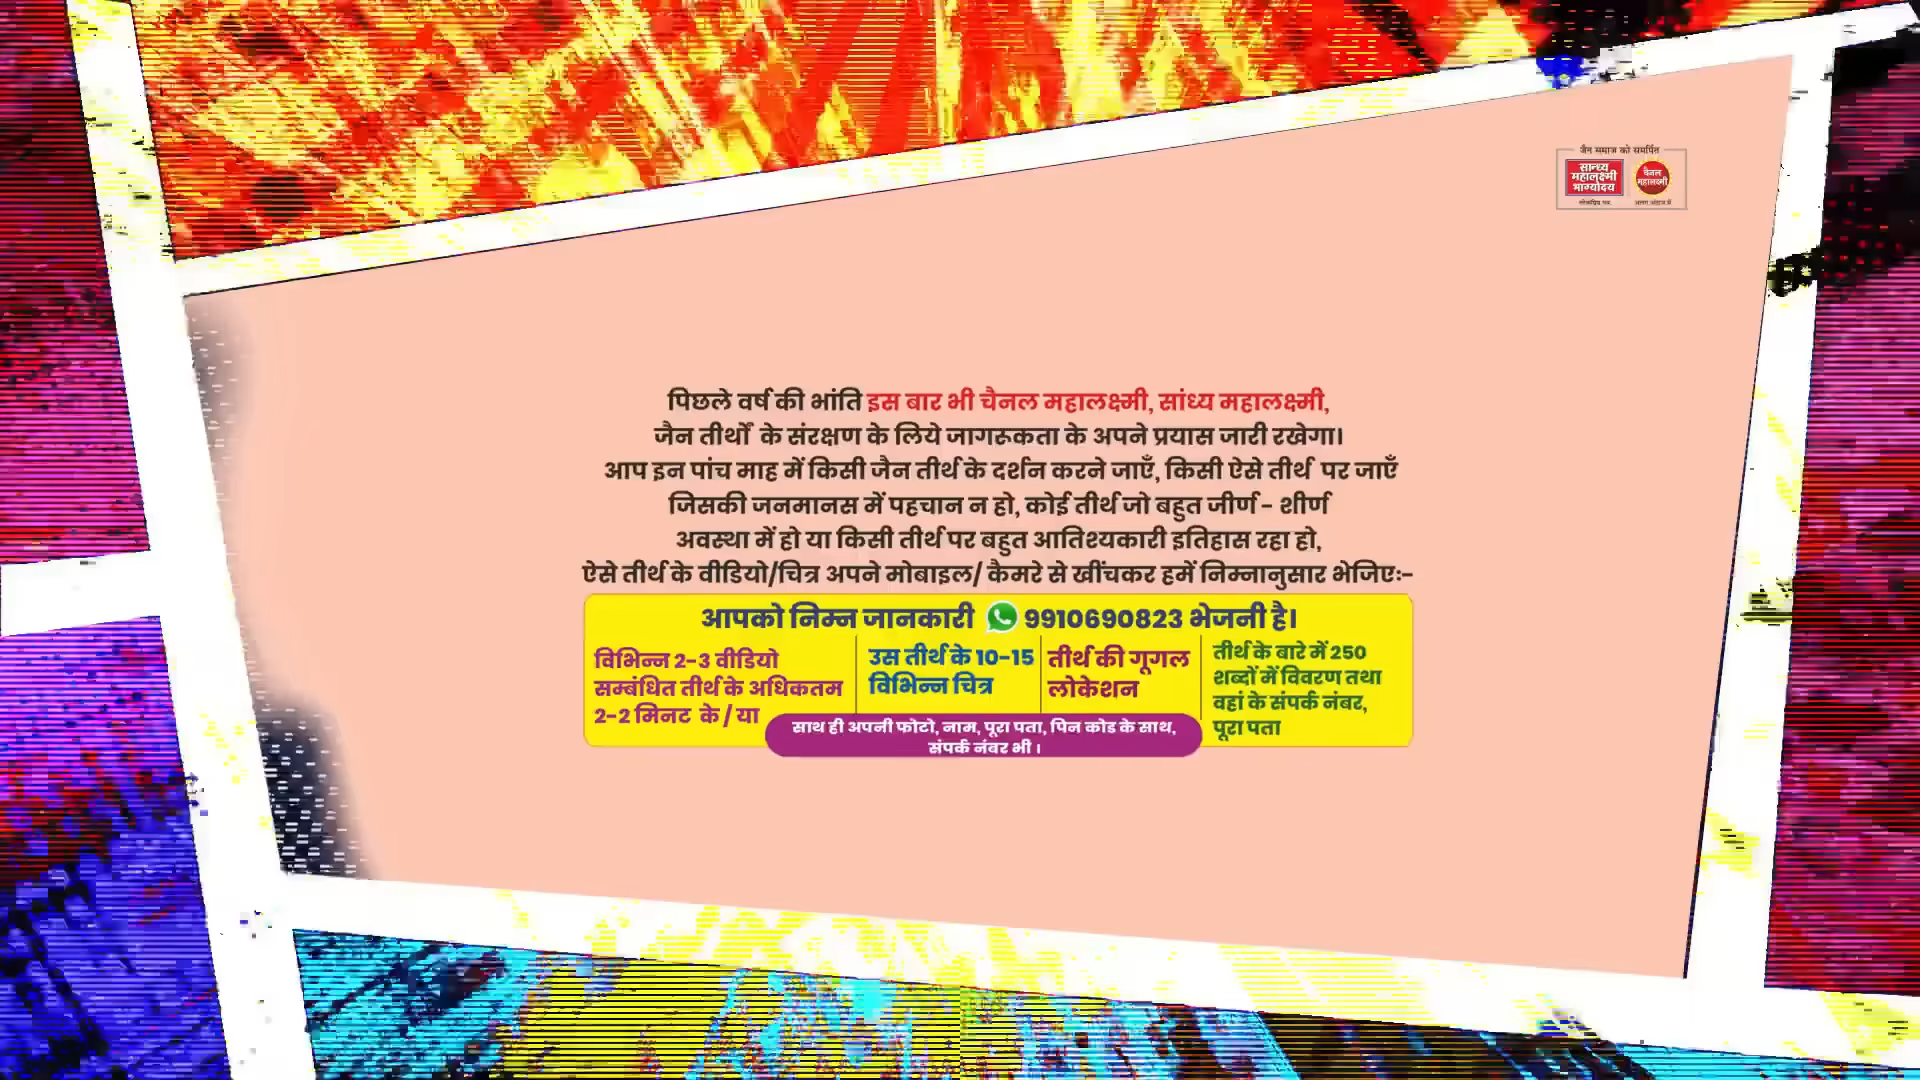 जैन समाज को समर्पित
सान्ध्य
महालक्ष्मी
भाग्योदय
चैनल
महालक्ष्मी
पिछले वर्ष की भांति इस बार भी चैनल महालक्ष्मी, सांध्य महालक्ष्मी,
जैन तीर्थों के संरक्षण के लिये जागरूकता के अपने प्रयास जारी रखेगा।
आप इन पांच माह में किसी जैन तीर्थ के दर्शन करने जाएँ, किसी ऐसे तीर्थ पर जाएँ
जिसकी जनमानस में पहचान न हो, कोई तीर्थ जो बहुत जीर्ण - शीर्ण
अवस्था में हो या किसी तीर्थ पर बहुत आतिश्यकारी इतिहास रहा हो,
ऐसे तीर्थ के वीडियो/चित्र अपने मोबाइल/ कैमरे से खींचकर हमें निम्नानुसार भेजिए:-
आपको निम्न जानकारी 9910690823 भेजनी है।
विभिन्न 2-3 वीडियो
सम्बंधित तीर्थ के अधिकतम
2-2 मिनट के / या
उस तीर्थ के 10-15
विभिन्न चित्र
तीर्थ की गूगल
लोकेशन
तीर्थ के बारे में 250
शब्दों में विवरण तथा
वहां के संपर्क नंबर,
पूरा पता
साथ ही अपनी फोटो, नाम, पूरा पता, पिन कोड के साथ,
संपर्क नंबर भी ।